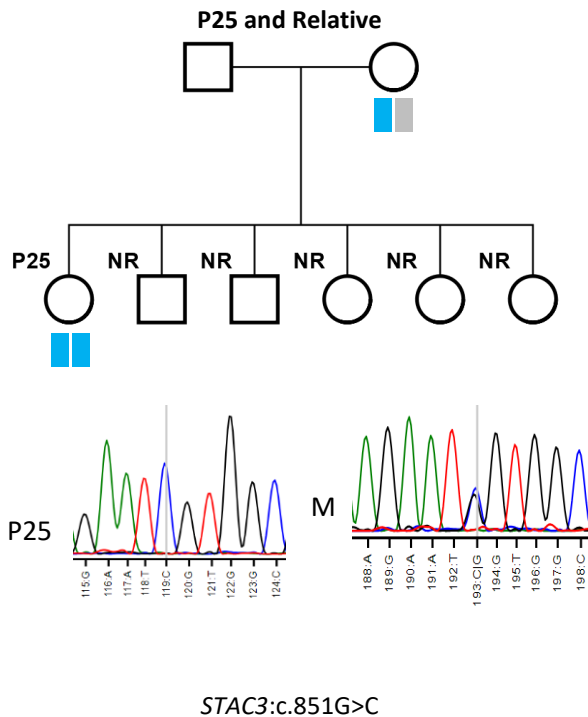 P25 and Relative
P25 NR NR NR NR NR
P25
M
115:G 116:A 117:A 118:T 119:C 120:G 121:T 122:G 123:G 124:C
188:A 189:G 190:A 191:A 192:T 193:C|G 194:G 195:T 196:G 197:G 198:C
STAC3:c.851G>C